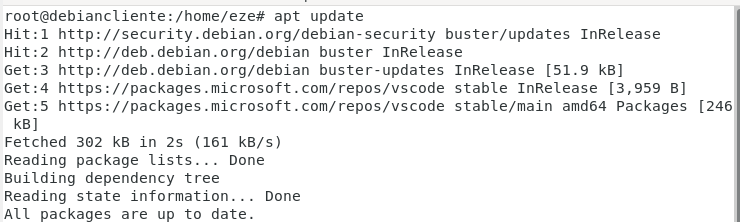 root@debiancliente:/home/eze# apt update
Hit:1 http://security.debian.org/debian-security buster/updates InRelease
Hit:2 http://deb.debian.org/debian buster InRelease
Get:3 http://deb.debian.org/debian buster-updates InRelease [51.9 kB]
Get:4 https://packages.microsoft.com/repos/vscode stable InRelease [3,959 B]
Get:5 https://packages.microsoft.com/repos/vscode stable/main amd64 Packages [246
 kB]
Fetched 302 kB in 2s (161 kB/s)
Reading package lists... Done
Building dependency tree
Reading state information... Done
All packages are up to date.